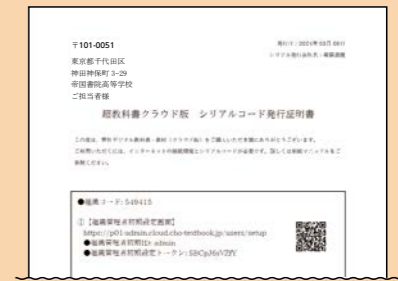 〒101-0051
東京都千代田区
神田神保町 3-29
帝国書院高等学校
ご担当者様
超教科書クラウド版 シリアルコード発行証明書
この度は、弊社デジタル教科書・教材(クラウド版)をご購入いただき誠にありがとうございます。
ご利用いただくには、インターネットの接続環境とシリアルコードが必要です。詳しくは別紙マニュアルをご
参照ください。
●組織コード: 549415
①【組織管理者初期設定画面】
https://p01-admin.cloud.cho-textbook.jp/users/setup
●組織管理者初期ID: admin
●組織管理者初期設定トークン: